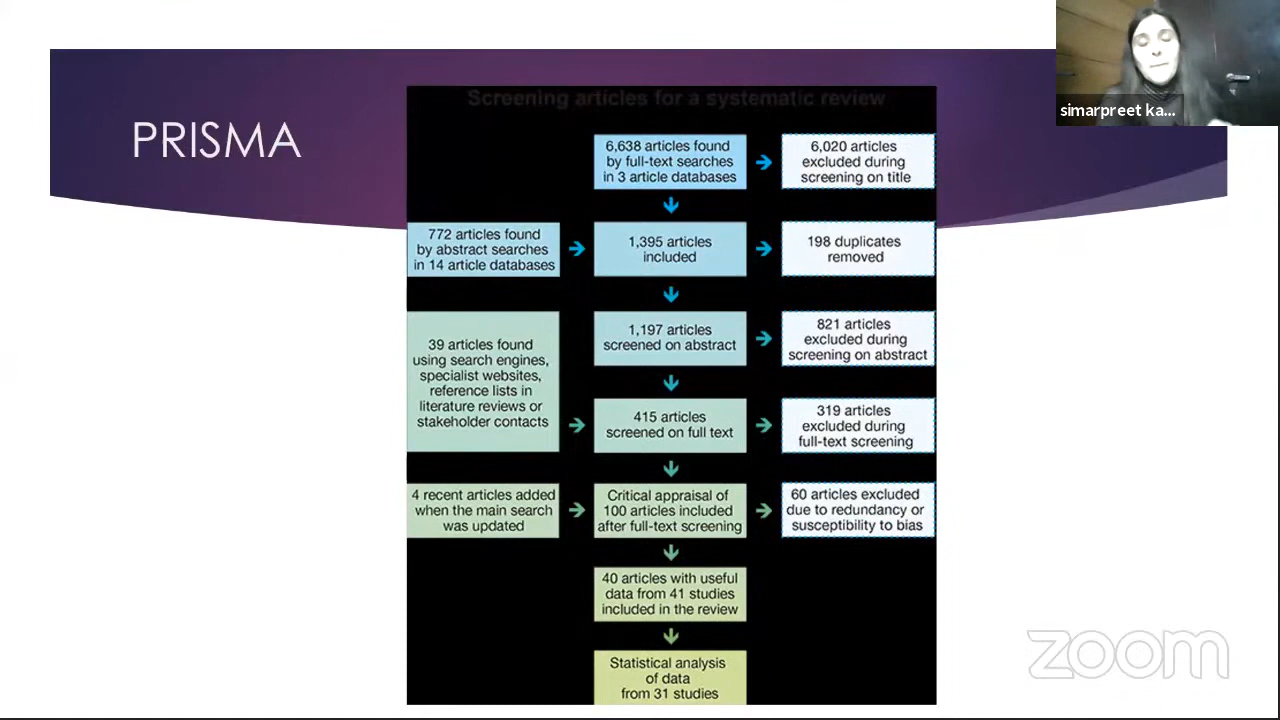 simarpreet ka...
PRISMA
Screening articles for a systematic review
6,638 articles found
by full-text searches
in 3 article databases
6,020 articles
excluded during
screening on title
772 articles found
by abstract searches
in 14 article databases
1,395 articles
included
198 duplicates
removed
1,197 articles
screened on abstract
821 articles
excluded during
screening on abstract
39 articles found
using search engines,
specialist websites,
reference lists in
literature reviews or
stakeholder contacts
415 articles
screened on full text
319 articles
excluded during
full-text screening
4 recent articles added
when the main search
was updated
Critical appraisal of
100 articles included
after full-text screening
60 articles excluded
due to redundancy or
susceptibility to bias
40 articles with useful
data from 41 studies
included in the review
Statistical analysis
of data
from 31 studies
zoom